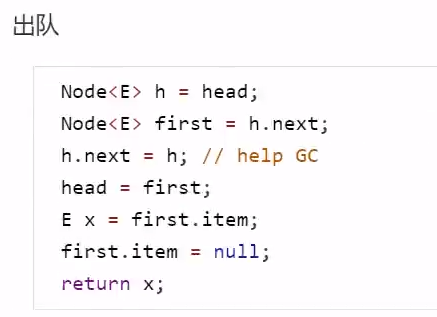 出队
Node<E> h = head;
Node<E> first = h.next;
h.next = h; // help GC
head = first;
E x = first.item;
first.item = null;
return x;